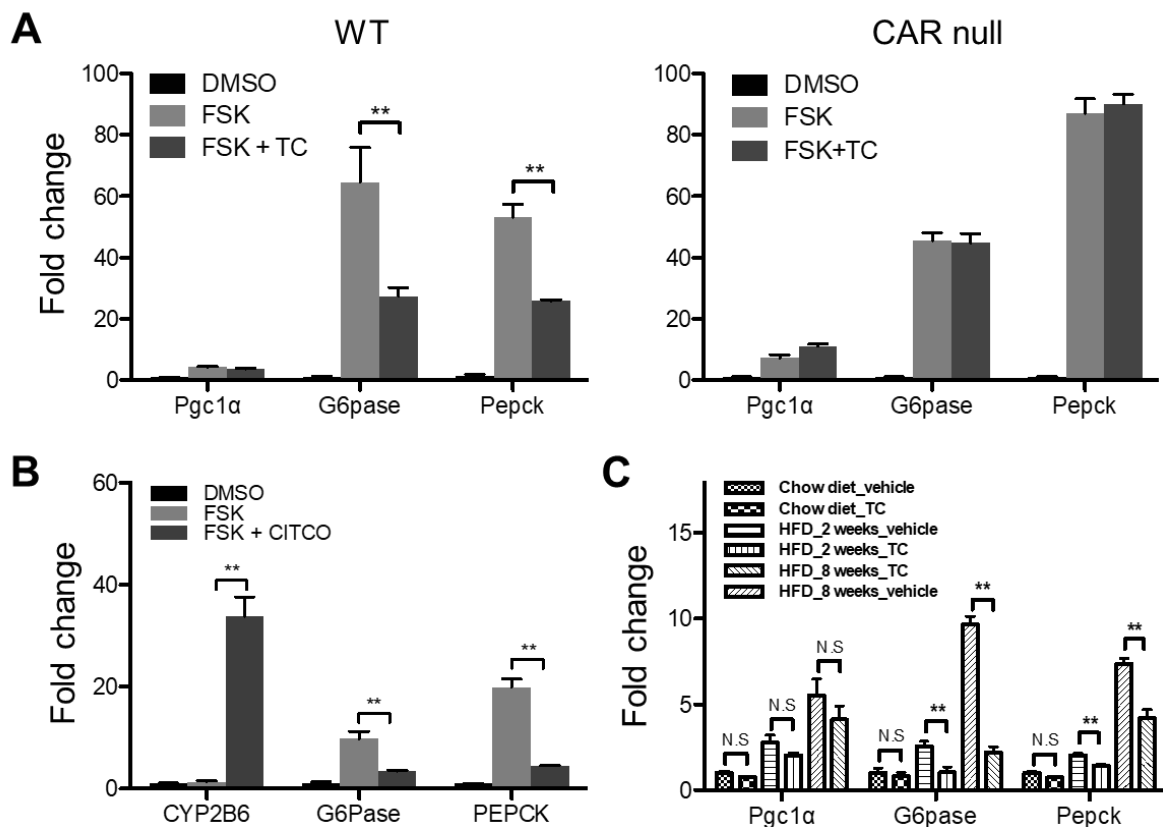 A
WT
CAR null
Fold change
100
80
60
40
20
0
DMSO
FSK
FSK + TC
**
**
Pgc1α
G6pase
Pepck
100
80
60
40
20
0
DMSO
FSK
FSK+TC
Pgc1α
G6pase
Pepck
B
Fold change
60
40
20
0
DMSO
FSK
FSK + CITCO
**
**
**
CYP2B6
G6Pase
PEPCK
C
Fold change
15
10
5
0
Chow diet_vehicle
Chow diet_TC
HFD_2 weeks_vehicle
HFD_2 weeks_TC
HFD_8 weeks_TC
HFD_8 weeks_vehicle
N.S
N.S
N.S
N.S
**
**
N.S
**
**
Pgc1α
G6pase
Pepck